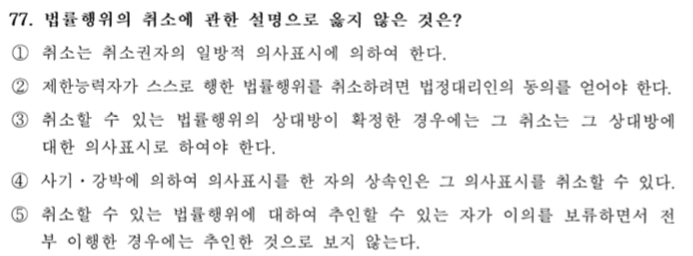 77. 법률행위의 취소에 관한 설명으로 옳지 않은 것은?
① 취소는 취소권자의 일방적 의사표시에 의하여 한다.
② 제한능력자가 스스로 행한 법률행위를 취소하려면 법정대리인의 동의를 얻어야 한다.
③ 취소할 수 있는 법률행위의 상대방이 확정한 경우에는 그 취소는 그 상대방에
대한 의사표시로 하여야 한다.
④ 사기・강박에 의하여 의사표시를 한 자의 상속인은 그 의사표시를 취소할 수 있다.
⑤ 취소할 수 있는 법률행위에 대하여 추인할 수 있는 자가 이의를 보류하면서 전
부 이행한 경우에는 추인한 것으로 보지 않는다.